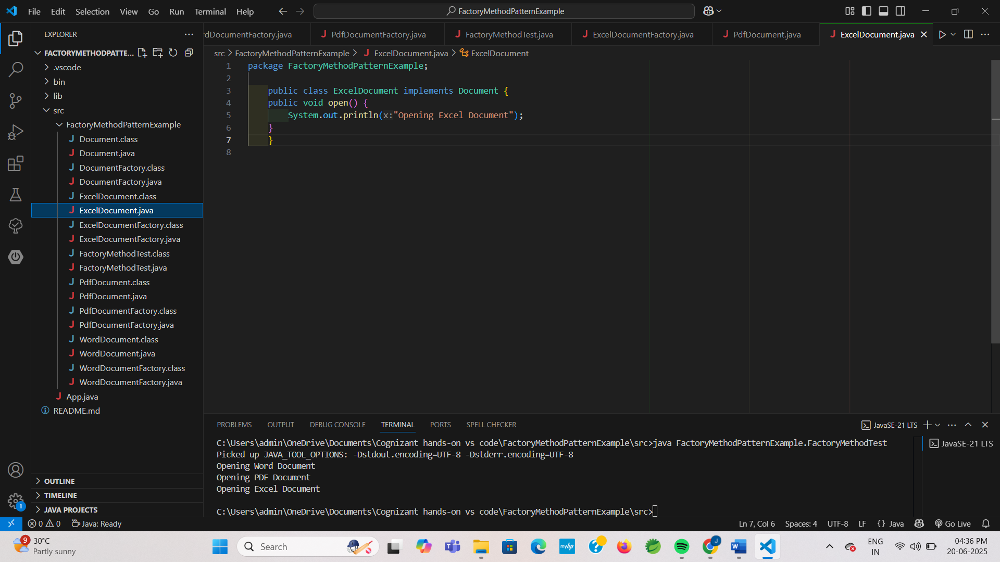 File Edit Selection View Go Run Terminal Help
FactoryMethodPatternExample
EXPLORER
FACTORYMETHODPATTE...
.vscode
bin
lib
src
FactoryMethodPatternExample
Document.class
Document.java
DocumentFactory.class
DocumentFactory.java
ExcelDocument.class
ExcelDocument.java
ExcelDocumentFactory.class
ExcelDocumentFactory.java
FactoryMethodTest.class
FactoryMethodTest.java
PdfDocument.class
PdfDocument.java
PdfDocumentFactory.class
PdfDocumentFactory.java
WordDocument.class
WordDocument.java
WordDocumentFactory.class
WordDocumentFactory.java
App.java
README.md
OUTLINE
TIMELINE
JAVA PROJECTS
rdDocumentFactory.java PdfDocumentFactory.java FactoryMethodTest.java ExcelDocumentFactory.java PdfDocument.java ExcelDocument.java
src > FactoryMethodPatternExample > ExcelDocument.java > ExcelDocument
1 package FactoryMethodPatternExample;
2
3 public class ExcelDocument implements Document {
4 public void open() {
5 System.out.println(x:"Opening Excel Document");
6 }
7 }
8
PROBLEMS OUTPUT DEBUG CONSOLE TERMINAL PORTS SPELL CHECKER
JavaSE-21 LTS
C:\Users\admin\OneDrive\Documents\Cognizant hands-on vs code\FactoryMethodPatternExample\src>java FactoryMethodPatternExample.FactoryMethodTest
Picked up JAVA_TOOL_OPTIONS: -Dstdout.encoding=UTF-8 -Dstderr.encoding=UTF-8
Opening Word Document
Opening PDF Document
Opening Excel Document
C:\Users\admin\OneDrive\Documents\Cognizant hands-on vs code\FactoryMethodPatternExample\src>
JavaSE-21 LTS
1
0 0 Java: Ready
Ln 7, Col 6 Spaces: 4 UTF-8 LF {} Java Go Live
9
30°C
Partly sunny
Search
myhp
J
ENG
IN
04:36 PM
20-06-2025